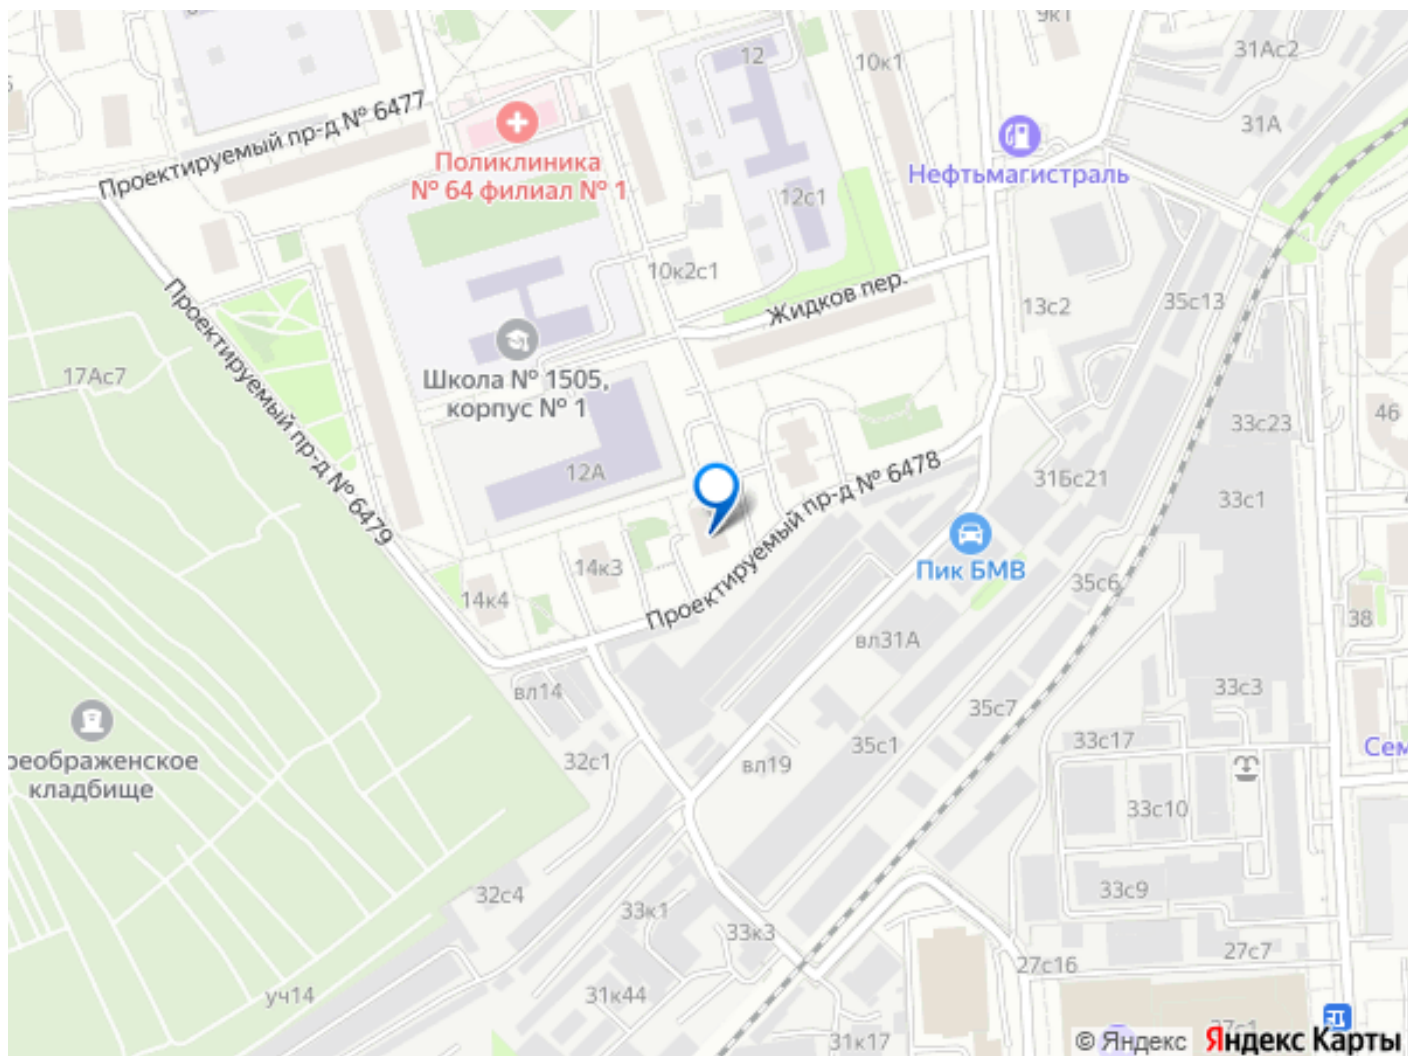 9к1
31Ас2
12
10к1
31А
Проектируемый пр-д № 6477
Поликлиника
№ 64 филиал № 1
Нефтьмагистраль
12с1
10к2с1
Жидков пер.
13с2
35с13
Проектируемый пр-д № 6479
Школа № 1505,
корпус № 1
17Ас7
46
33с23
12А
Проектируемый пр-д № 6478
31Бс21
33с1
Пик БМВ
14к3
14к4
35с6
38
вл31А
вл14
33с3
35с7
реображенское
кладбище
32с1
вл19
35с1
33с17
Сем
33с10
32с4
33к1
33с9
33к3
27с7
27с16
уч14
31к44
27с1
31к17
© Яндекс Яндекс Карты